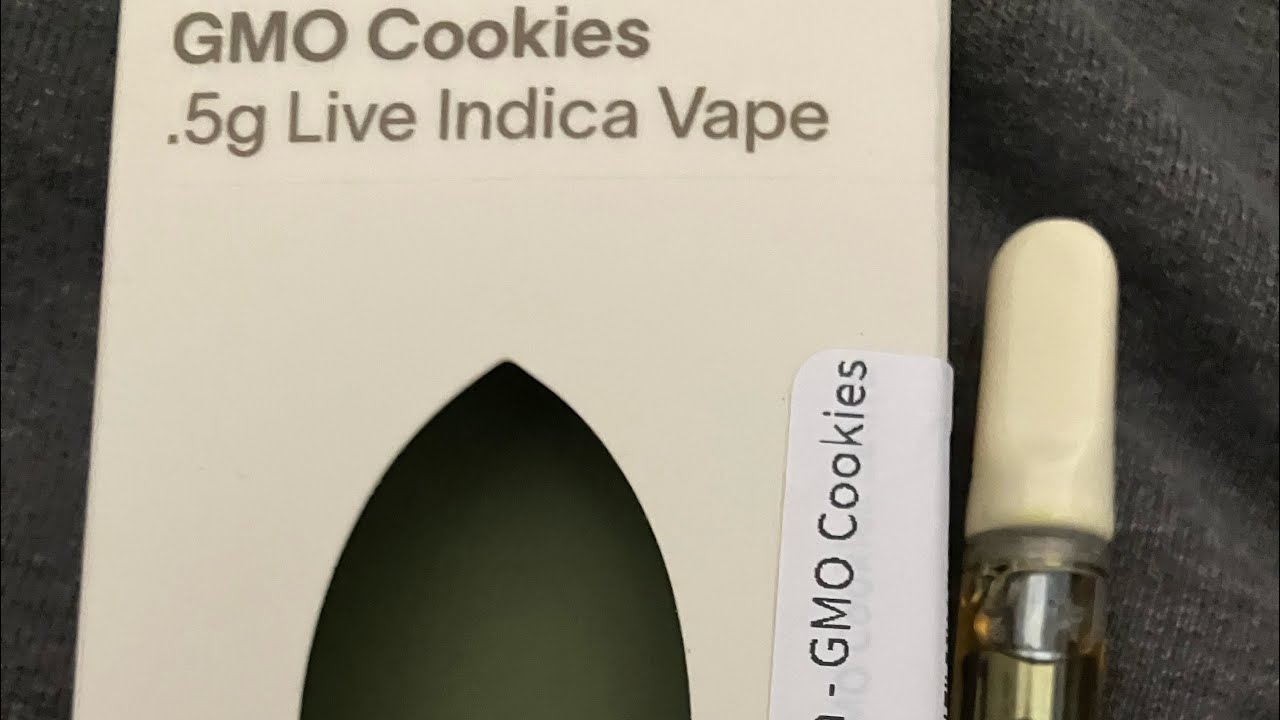 GMO Cookies
.5g Live Indica Vape
- GMO Cookies